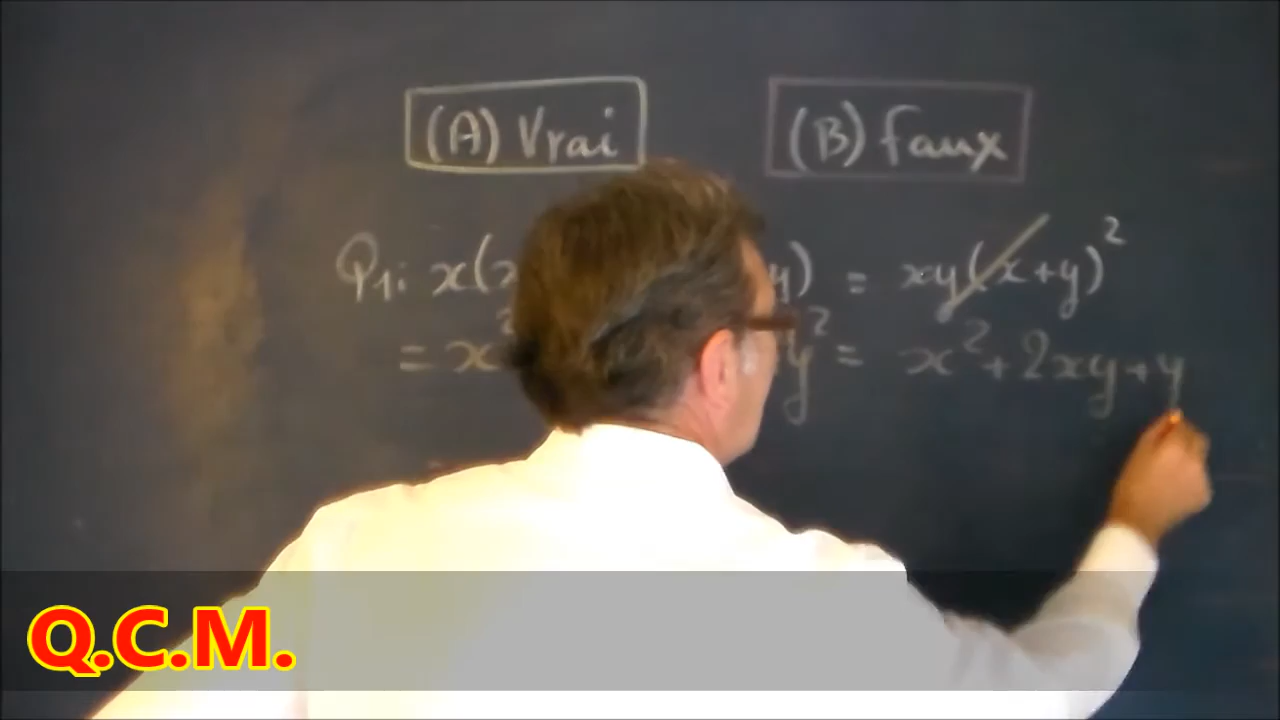 (A) Vrai
(B) faux
Q1: x( y) = xy(x+y)²
= x² y² = x² + 2xy + y
Q.C.M.